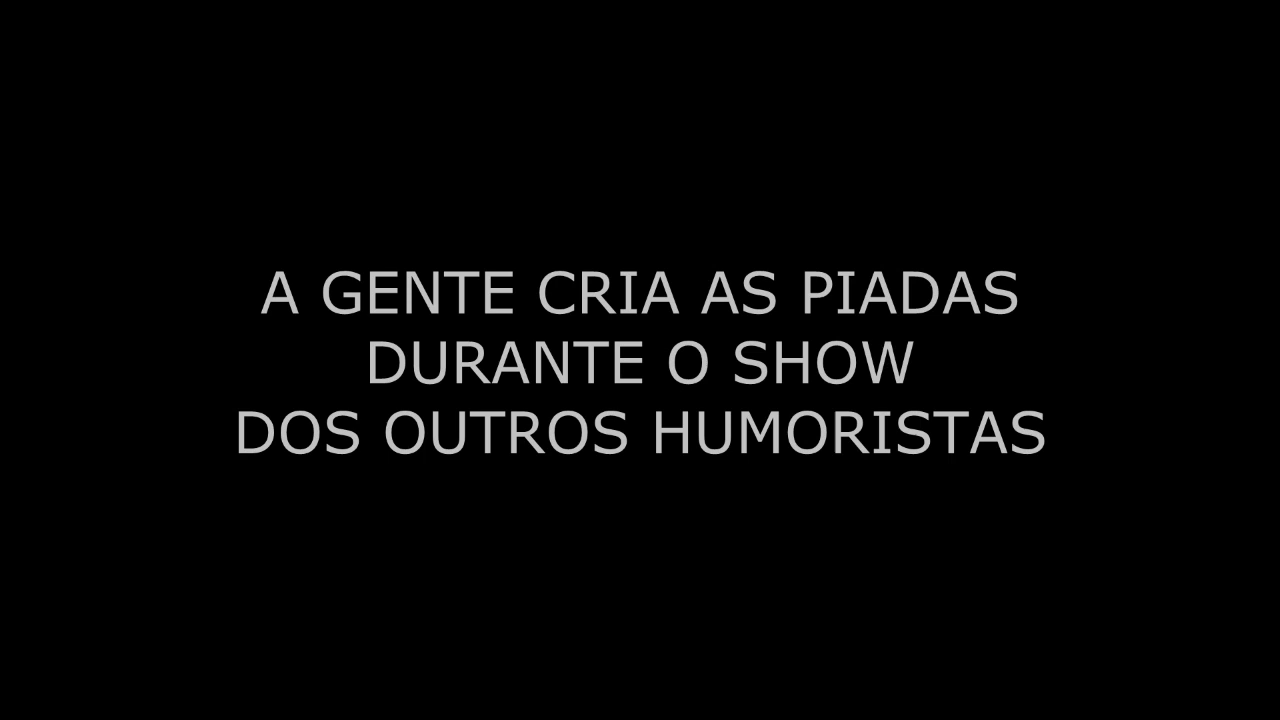 A GENTE CRIA AS PIADAS
DURANTE O SHOW
DOS OUTROS HUMORISTAS